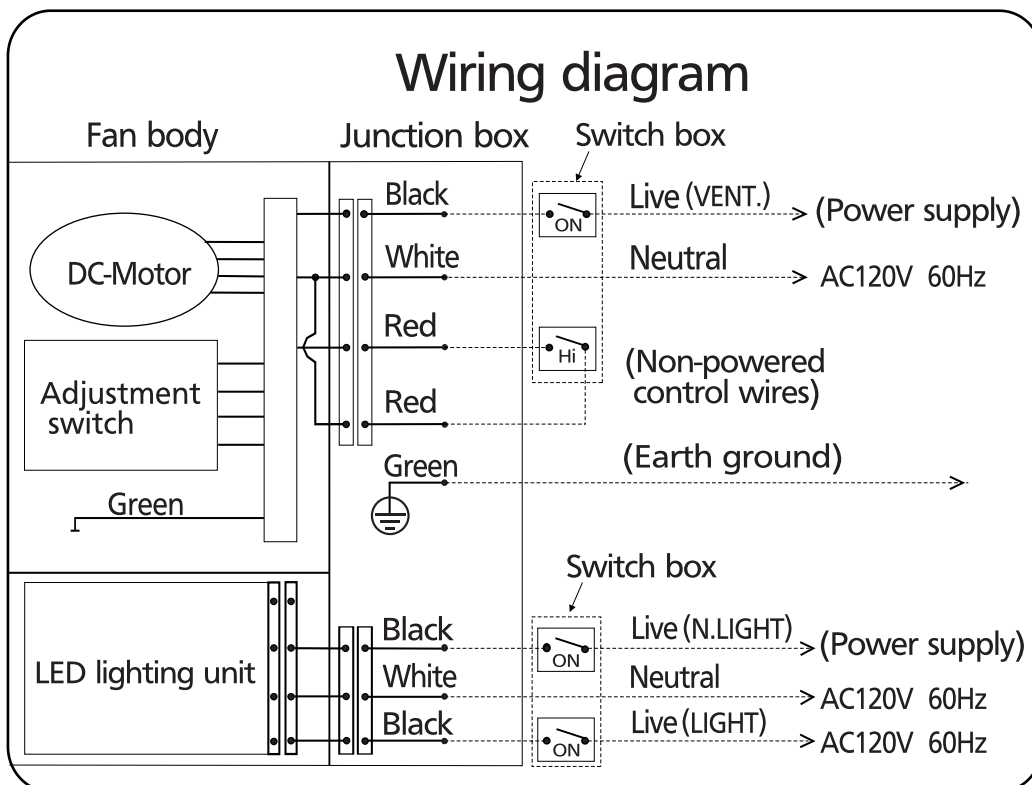 Wiring diagram
Fan body
Junction box
Switch box
Black
Live (VENT.)
(Power supply)
ON
DC-Motor
White
Neutral
AC120V 60Hz
Red
Hi
(Non-powered
control wires)
Adjustment
switch
Red
Green
(Earth ground)
Green
Switch box
Black
Live (N.LIGHT)
(Power supply)
ON
LED lighting unit
White
Neutral
AC120V 60Hz
Black
Live (LIGHT)
AC120V 60Hz
ON